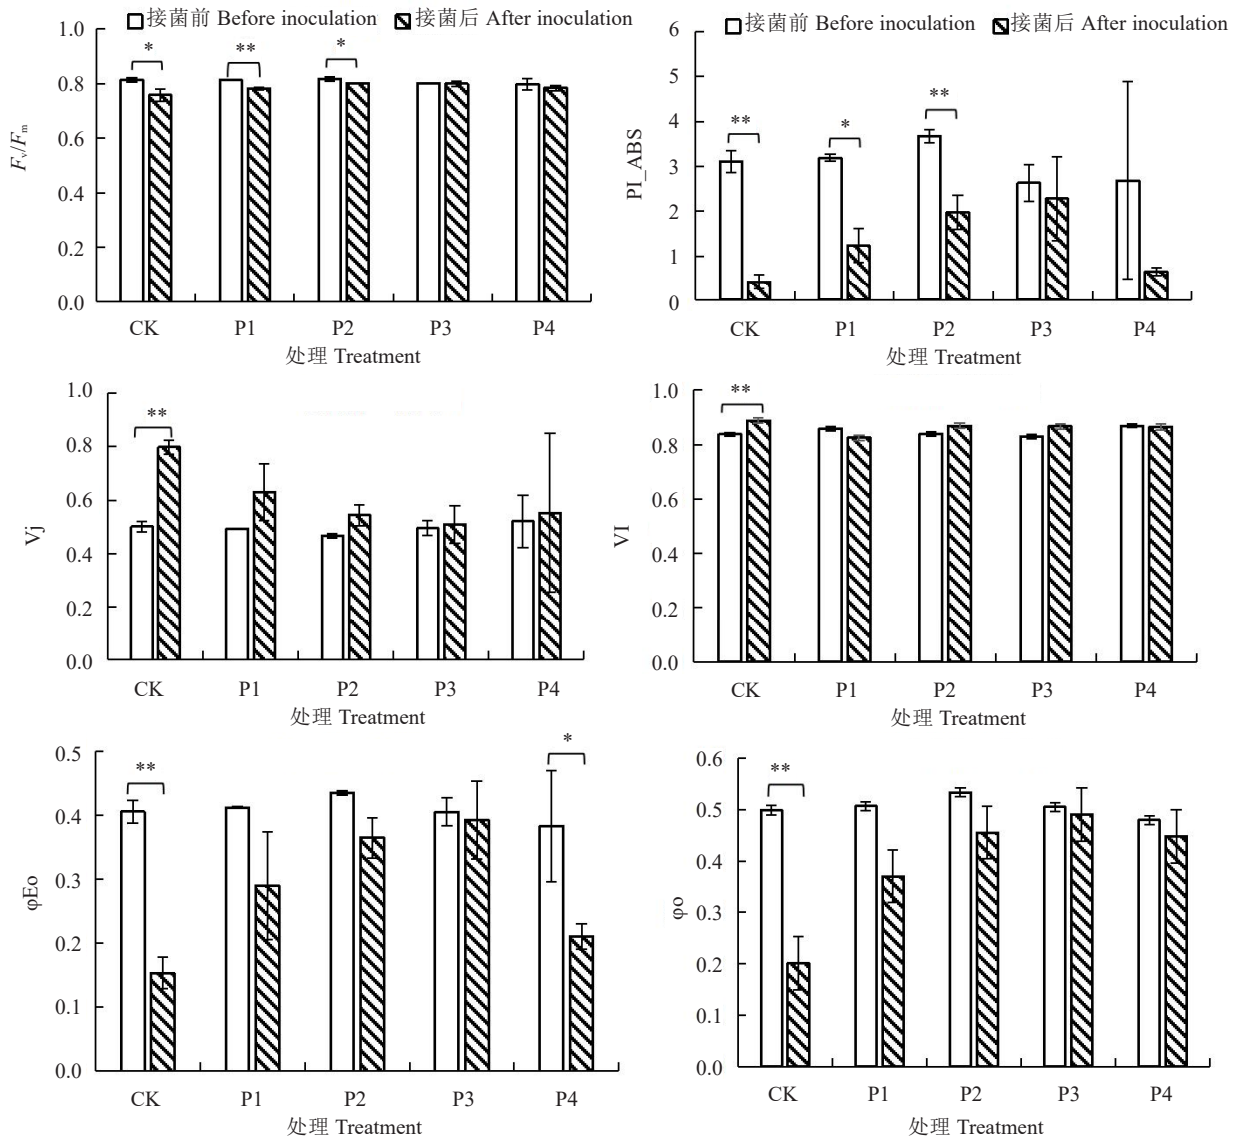 接菌前 Before inoculation 接菌后 After inoculation
1.0
0.8
0.6
0.4
0.2
0.0
Fv/Fm
* ** *
CK P1 P2 P3 P4
处理 Treatment
接菌前 Before inoculation 接菌后 After inoculation
6
5
4
3
2
1
0
PI_ABS
** * **
CK P1 P2 P3 P4
处理 Treatment
1.0
0.8
0.6
0.4
0.2
0.0
Vj
**
CK P1 P2 P3 P4
处理 Treatment
1.0
0.8
0.6
0.4
0.2
0.0
VI
**
CK P1 P2 P3 P4
处理 Treatment
0.5
0.4
0.3
0.2
0.1
0.0
φEo
** *
CK P1 P2 P3 P4
处理 Treatment
0.6
0.5
0.4
0.3
0.2
0.1
0.0
φo
**
CK P1 P2 P3 P4
处理 Treatment